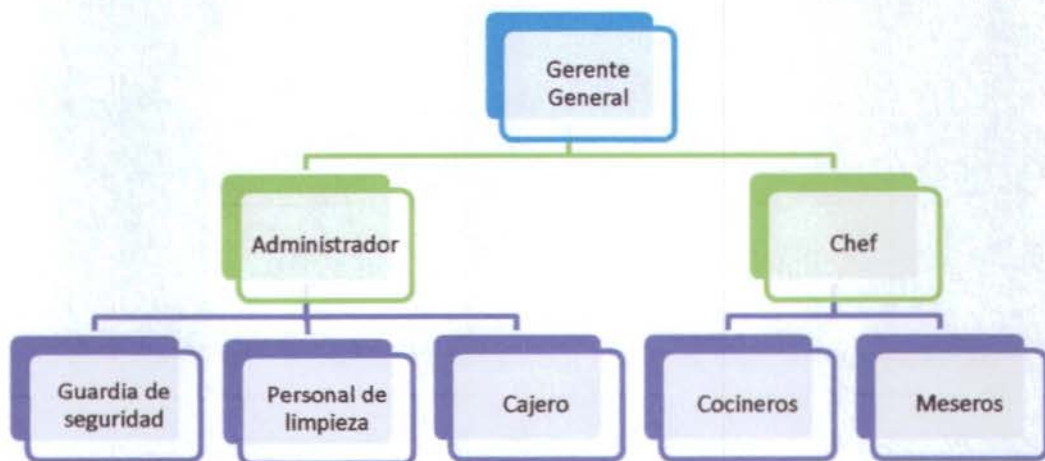 Gerente
General
Administrador
Chef
Guardia de
seguridad
Personal de
limpieza
Cajero
Cocineros
Meseros